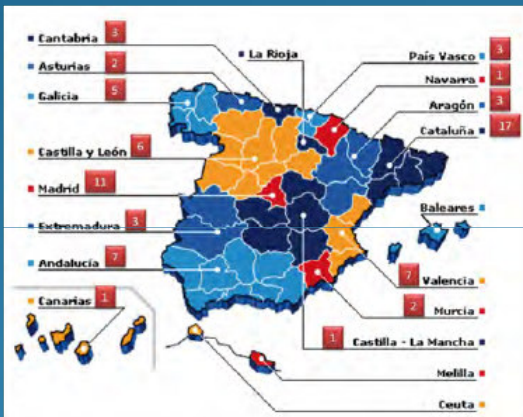 Cantabria 3
Asturias 2
Galicia 5
Castilla y León 6
Madrid 11
Extremadura 3
Andalucía 7
Canarias 1
La Rioja
País Vasco 3
Navarra 1
Aragón 3
Cataluña 17
Baleares
7 Valencia
2 Murcia
1 Castilla - La Mancha
Melilla
Ceuta